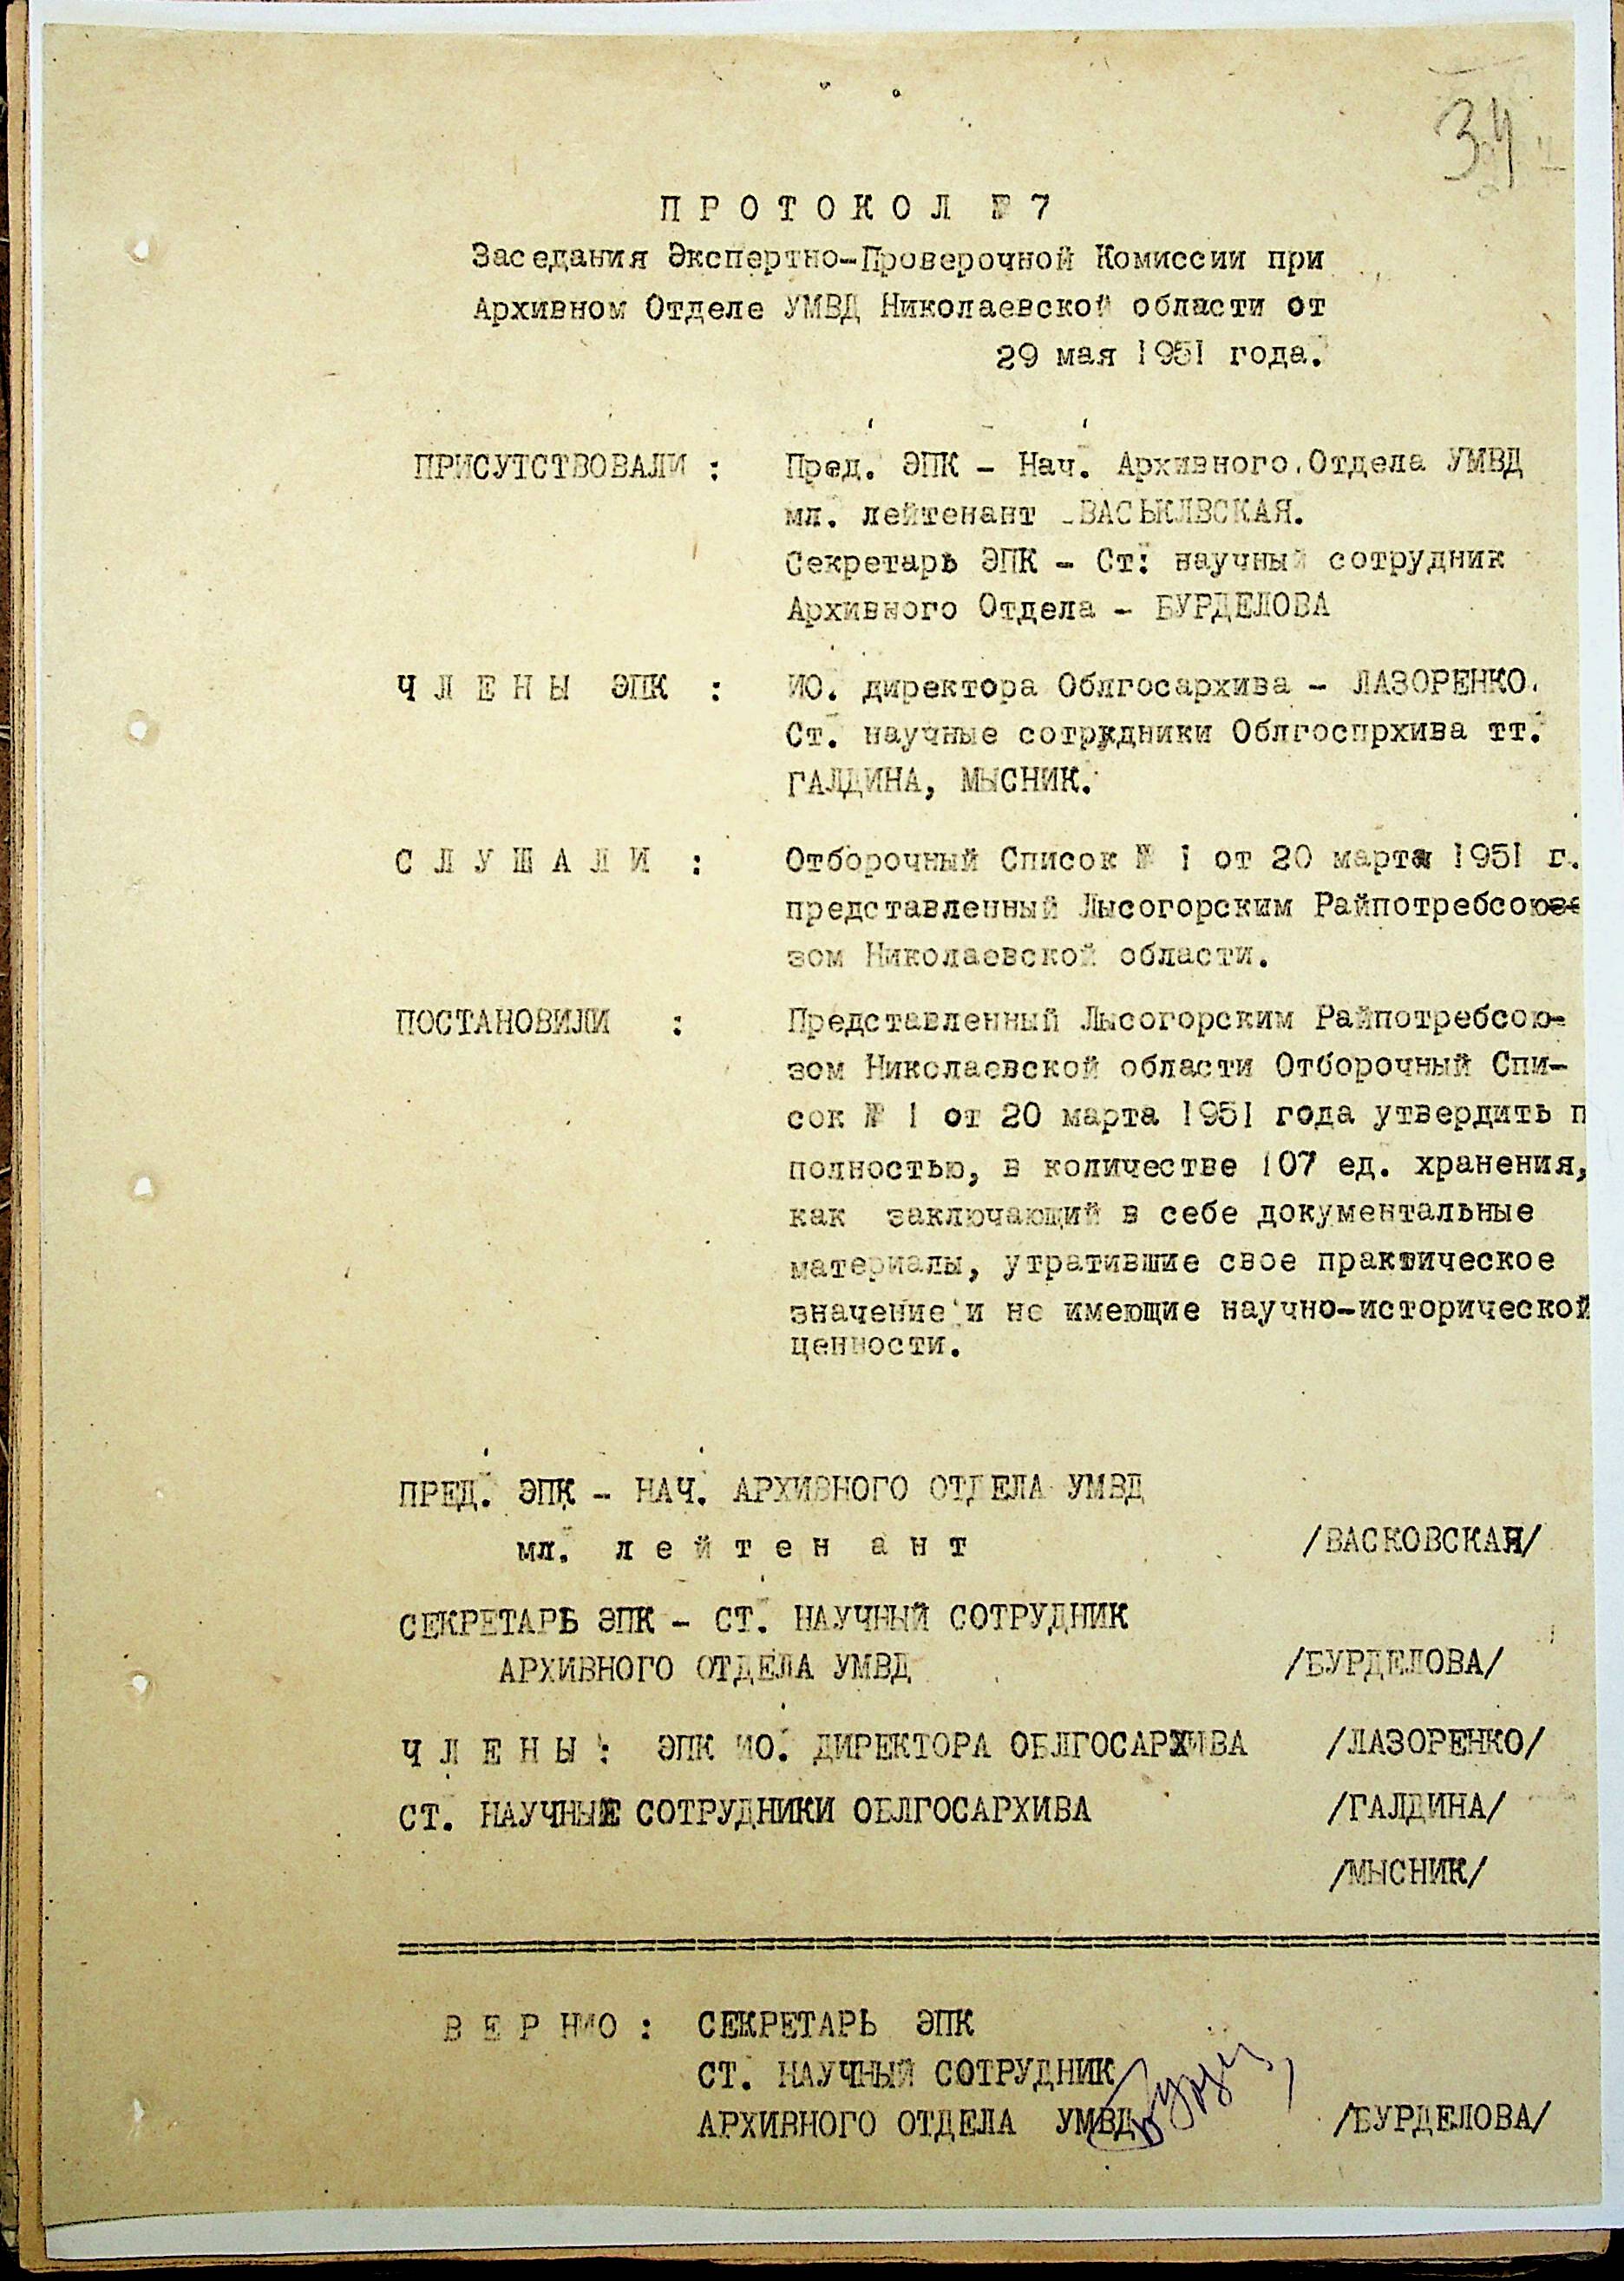 34
П Р О Т О К О Л № 7
Заседания Экспертно-Проверочной Комиссии при
Архивном Отделе УМВД Николаевской области от
29 мая 1951 года.
ПРИСУТСТВОВАЛИ : Пред. ЭПК - Нач. Архивного Отдела УМВД
мл. лейтенант -
Секретарь ЭПК - Ст. научный сотрудник
Архивного Отдела - БУРДЕЛОВА
Ч Л Е Н Ы ЭПК : ИО. директора Облгосархива - ЛАЗОРЕНКО.
Ст. научные сотрудники Облгоспрхива тт.
ГАЛДИНА, МЫСНИК.
С Л У Ш А Л И : Отборочный Список № 1 от 20 марта 1951 г.
представленный Лысогорским Райпотребсою
зом Николаевской области.
ПОСТАНОВИЛИ : Представленный Лысогорским Райпотребсою-
зом Николаевской области Отборочный Спи-
сок № 1 от 20 марта 1951 года утвердить п
полностью, в количестве 107 ед. хранения,
как заключающий в себе документальные
материалы, утратившие свое практическое
значение и не имеющие научно-исторической
ценности.
ПРЕД. ЭПК - НАЧ. АРХИВНОГО ОТДЕЛА УМВД
мл. л е й т е н а н т /ВАСКОВСКАЯ/
СЕКРЕТАРЬ ЭПК - СТ. НАУЧНЫЙ СОТРУДНИК
АРХИВНОГО ОТДЕЛА УМВД /БУРДЕЛОВА/
Ч Л Е Н Ы : ЭПК ИО. ДИРЕКТОРА ОБЛГОСАРХИВА /ЛАЗОРЕНКО/
СТ. НАУЧНЫЕ СОТРУДНИКИ ОБЛГОСАРХИВА /ГАЛДИНА/
/МЫСНИК/
В Е Р Н О : СЕКРЕТАРЬ ЭПК
СТ. НАУЧНЫЙ СОТРУДНИК
АРХИВНОГО ОТДЕЛА УМВД /БУРДЕЛОВА/